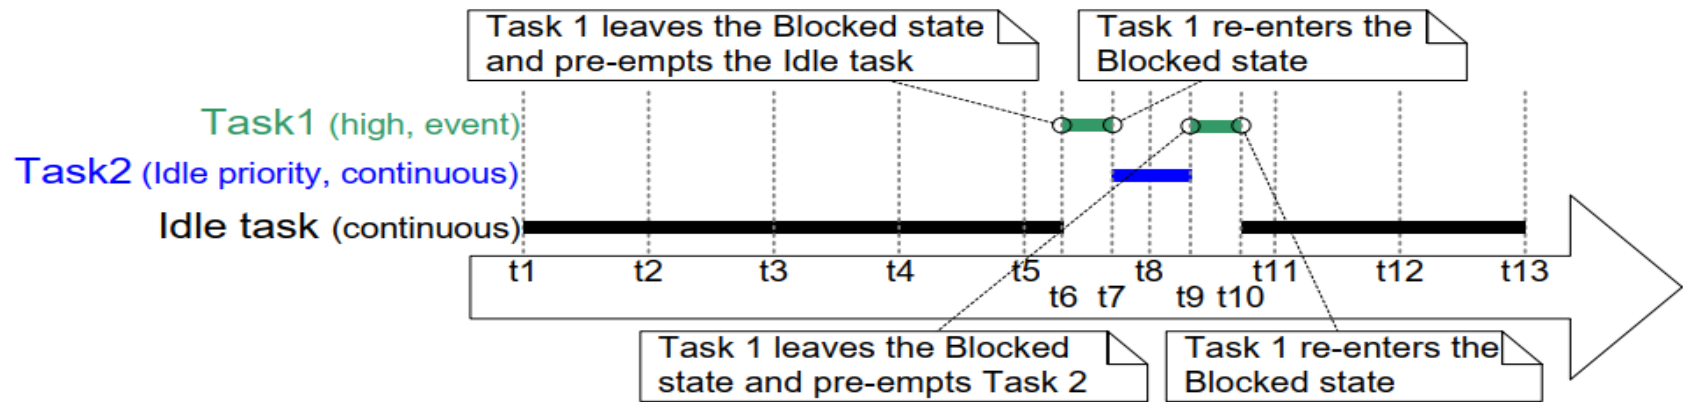 Task 1 leaves the Blocked state
and pre-empts the Idle task
Task 1 re-enters the
Blocked state
Task1 (high, event)
Task2 (Idle priority, continuous)
Idle task (continuous)
t1 t2 t3 t4 t5 t8 t11 t12 t13
t6 t7 t9 t10
Task 1 leaves the Blocked
state and pre-empts Task 2
Task 1 re-enters the
Blocked state